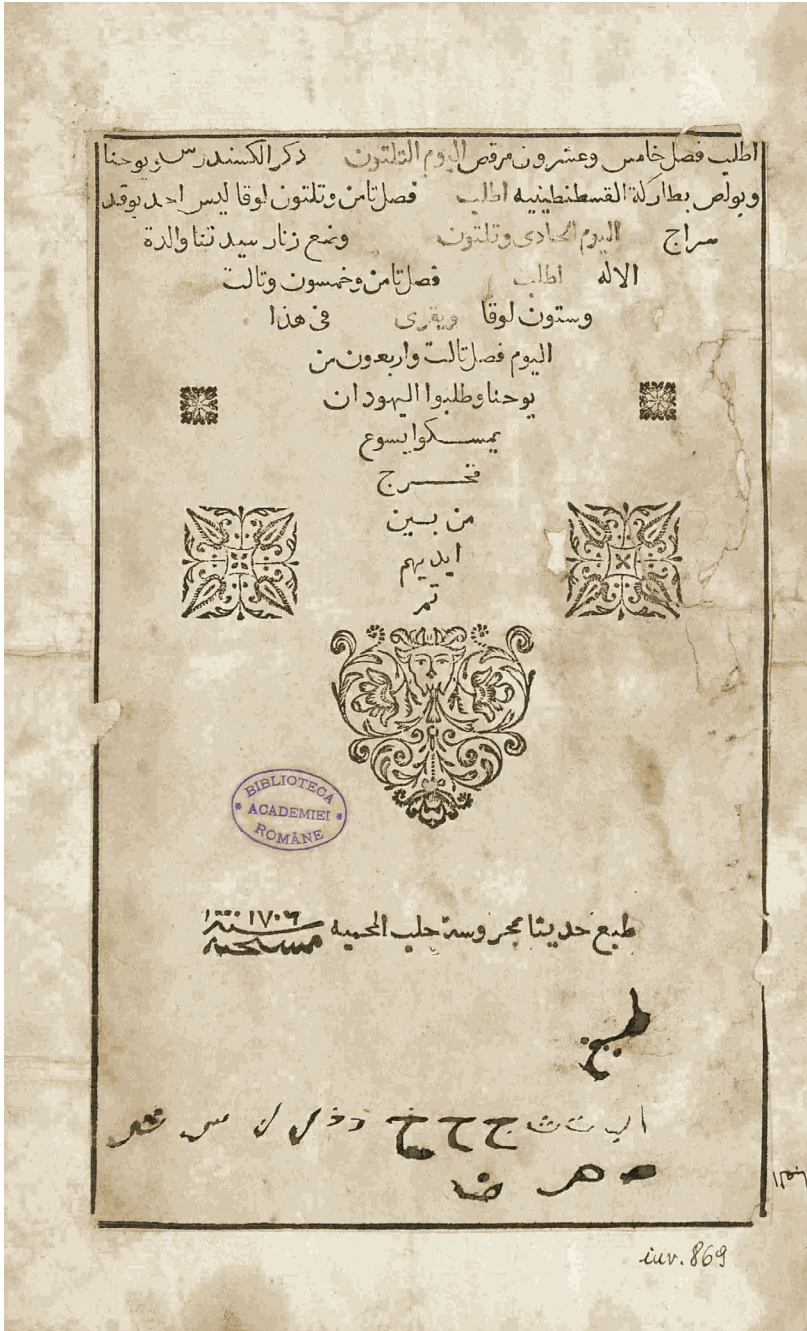 اطلب فصل خامس وعشرون مرقص اليوم التلتون ذكر الكسندرس ويوحنا
وبولص بطاركة القسطنطينيه اطلب فصل تامن وتلتون لوقا ليس احد يوقد
سراج اليوم الحادى وتلتون وضع زنار سيدتنا والدة
الاله اطلب فصل تامن وخمسون وتالت
وستون لوقا ويقرى فى هذا
اليوم فصل تالت واربعون من
يوحنا وطلبوا اليهود ان
يمسكوا يسوع
فخرج
من بين
ايديهم
تم
BIBLIOTECA
ACADEMIEI
ROMÂNE
طبع حديثا بمحروسة حلب المحميه سنة ١٧٠٦
مسيحية
ا ب ت ث ج ح خ د ذ
inv. 869